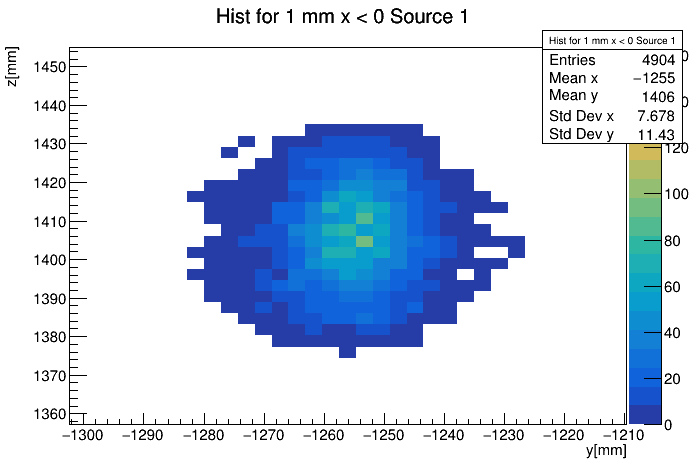 Hist for 1 mm x < 0 Source 1
z[mm]
Hist for 1 mm x < 0 Source 1
Entries 4904
Mean x −1255
Mean y 1406
Std Dev x 7.678
Std Dev y 11.43
1450
1440
1430
1420
1410
1400
1390
1380
1370
1360
120
100
80
60
40
20
0
−1300 −1290 −1280 −1270 −1260 −1250 −1240 −1230 −1220 −1210
y[mm]